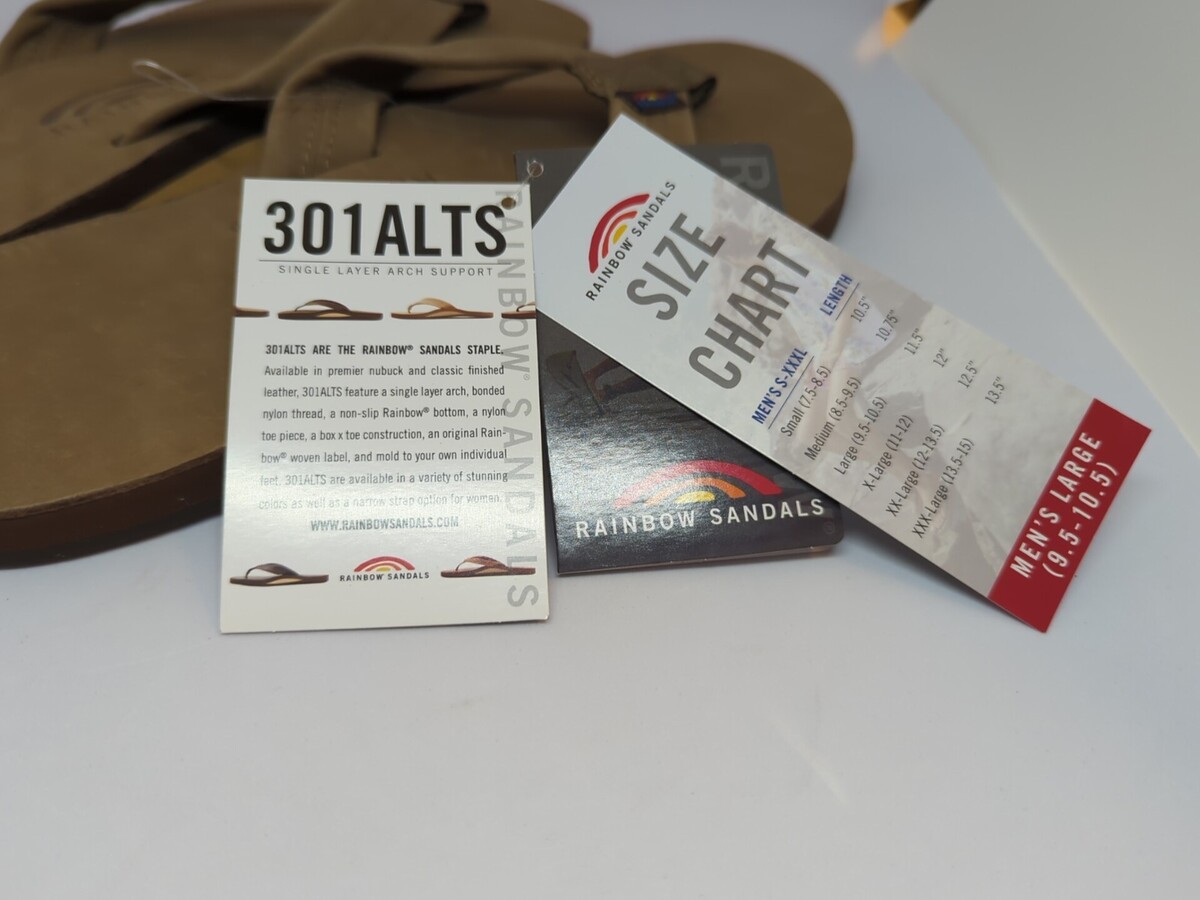 301ALTS
SINGLE LAYER ARCH SUPPORT
301ALTS ARE THE RAINBOW® SANDALS STAPLE.
Available in premier nubuck and classic finished
leather, 301ALTS feature a single layer arch, bonded
nylon thread, a non-slip Rainbow® bottom, a nylon
toe piece, a box x toe construction, an original Rain-
bow® woven label, and mold to your own individual
feet. 301ALTS are available in a variety of stunning
colors as well as a narrow strap option for women.
WWW.RAINBOWSANDALS.COM
RAINBOW® SANDALS
RAINBOW® SANDALS
R
RAINBOW SANDALS®
RAINBOW® SANDALS
SIZE
CHART
MEN'S S-XXXL LENGTH
Small (7.5-8.5) 10.5"
Medium (8.5-9.5) 10.75"
Large (9.5-10.5) 11.5"
X-Large (11-12) 12"
XX-Large (12-13.5) 12.5"
XXX-Large (13.5-15) 13.5"
MEN'S LARGE
(9.5-10.5)